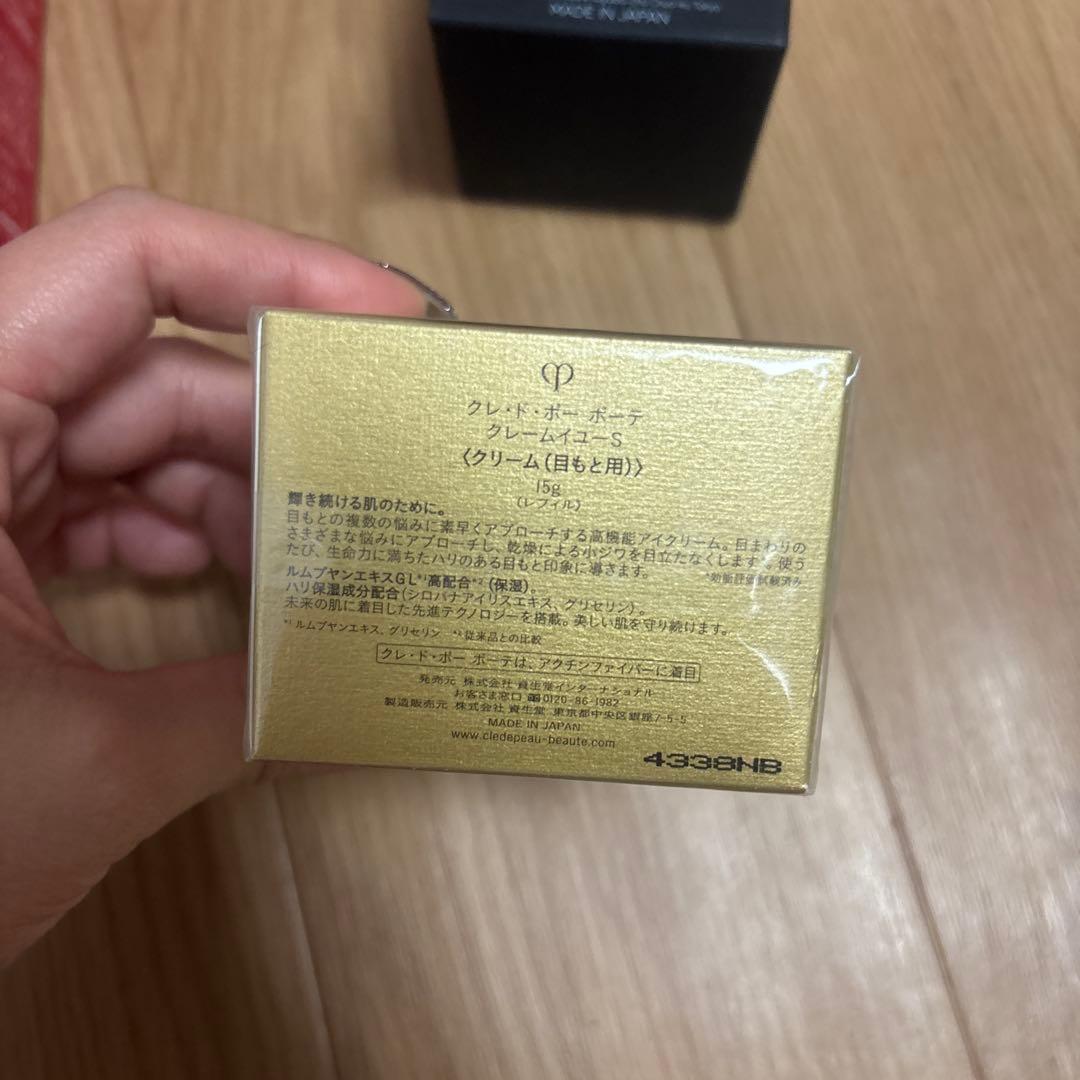 MADE IN JAPAN
クレ・ド・ポー ボーテ
クレームイユーS
〈クリーム(目もと用)〉
15g
〈レフィル〉
輝き続ける肌のために。
目もとの複数の悩みに素早くアプローチする高機能アイクリーム。目まわりの
さまざまな悩みにアプローチし、乾燥による小ジワを目立たなくします*。使う
たび、生命力に満ちたハリのある目もと印象に導きます。 *効能評価試験済み
ルムブヤンエキスGL*1高配合*2(保湿)。
ハリ保湿成分配合(シロバナアイリスエキス、グリセリン)。
未来の肌に着目した先進テクノロジーを搭載。美しい肌を守り続けます。
*1 ルムブヤンエキス、グリセリン *2 従来品との比較
クレ・ド・ポー ボーテは、アクチンファイバーに着目
発売元 株式会社 資生堂インターナショナル
お客さま窓口 0120-86-1982
製造販売元 株式会社 資生堂 東京都中央区銀座7-5-5
MADE IN JAPAN
www.cledepeau-beaute.com
4338HB